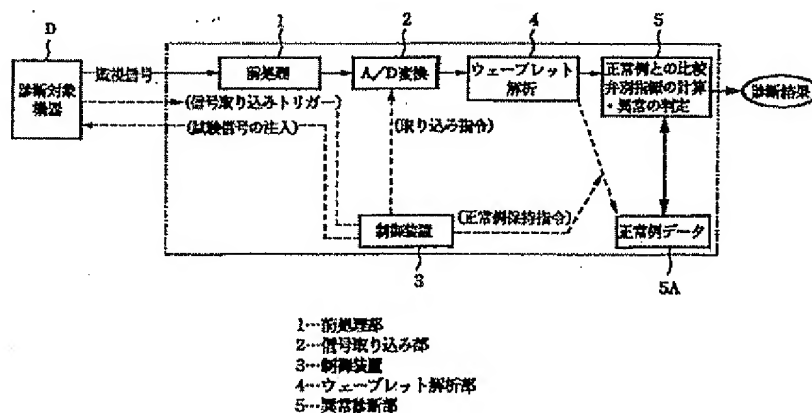 D
1
2
4
5
診断対象
機器
監視信号
前処理
A/D変換
ウェーブレット
解析
正常例との比較
弁別指標の計算
・異常の判定
診断結果
(信号取り込みトリガー)
(試験信号の注入)
(取り込み指令)
(正常例保持指令)
制御装置
正常例データ
3
5A
1…前処理部
2…信号取り込み部
3…制御装置
4…ウェーブレット解析部
5…異常診断部